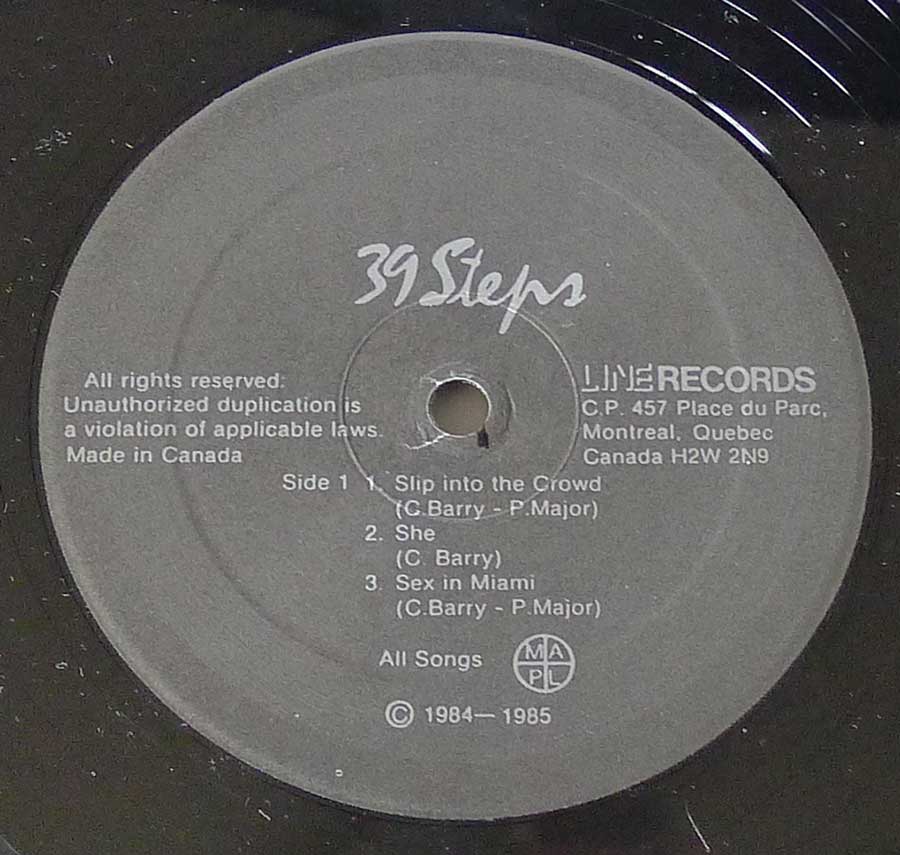 39 Steps
All rights reserved.
Unauthorized duplication is
a violation of applicable laws.
Made in Canada
LINE RECORDS
C.P. 457 Place du Parc,
Montreal, Quebec
Canada H2W 2N9
Side 1 1. Slip into the Crowd
(C.Barry - P.Major)
2. She
(C. Barry)
3. Sex in Miami
(C.Barry - P.Major)
All Songs MAPL
© 1984—1985